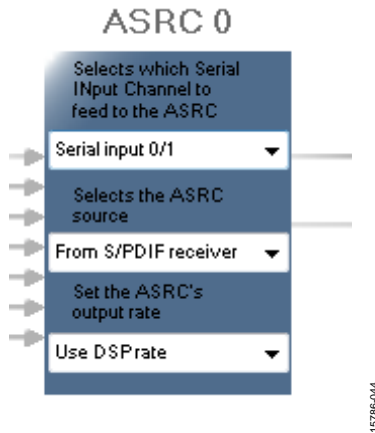 ASRC 0
Selects which Serial
INput Channel to
feed to the ASRC
Serial input 0/1
Selects the ASRC
source
From S/PDIF receiver
Set the ASRC's
output rate
Use DSPrate
15786-044